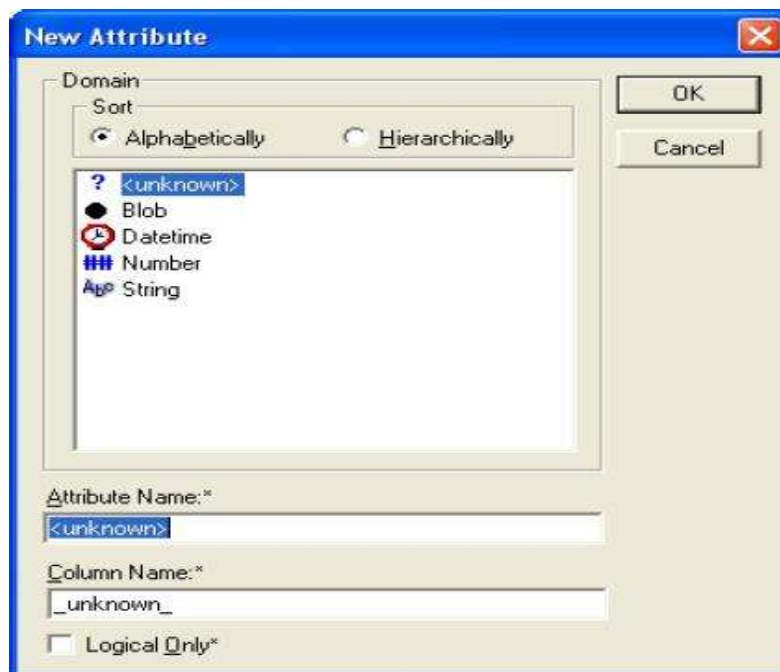 New Attribute
Domain
Sort
Alphabetically
Hierarchically
OK
Cancel
? <unknown>
Blob
Datetime
Number
String
Attribute Name:*
<unknown>
Column Name:*
_unknown_
Logical Only*